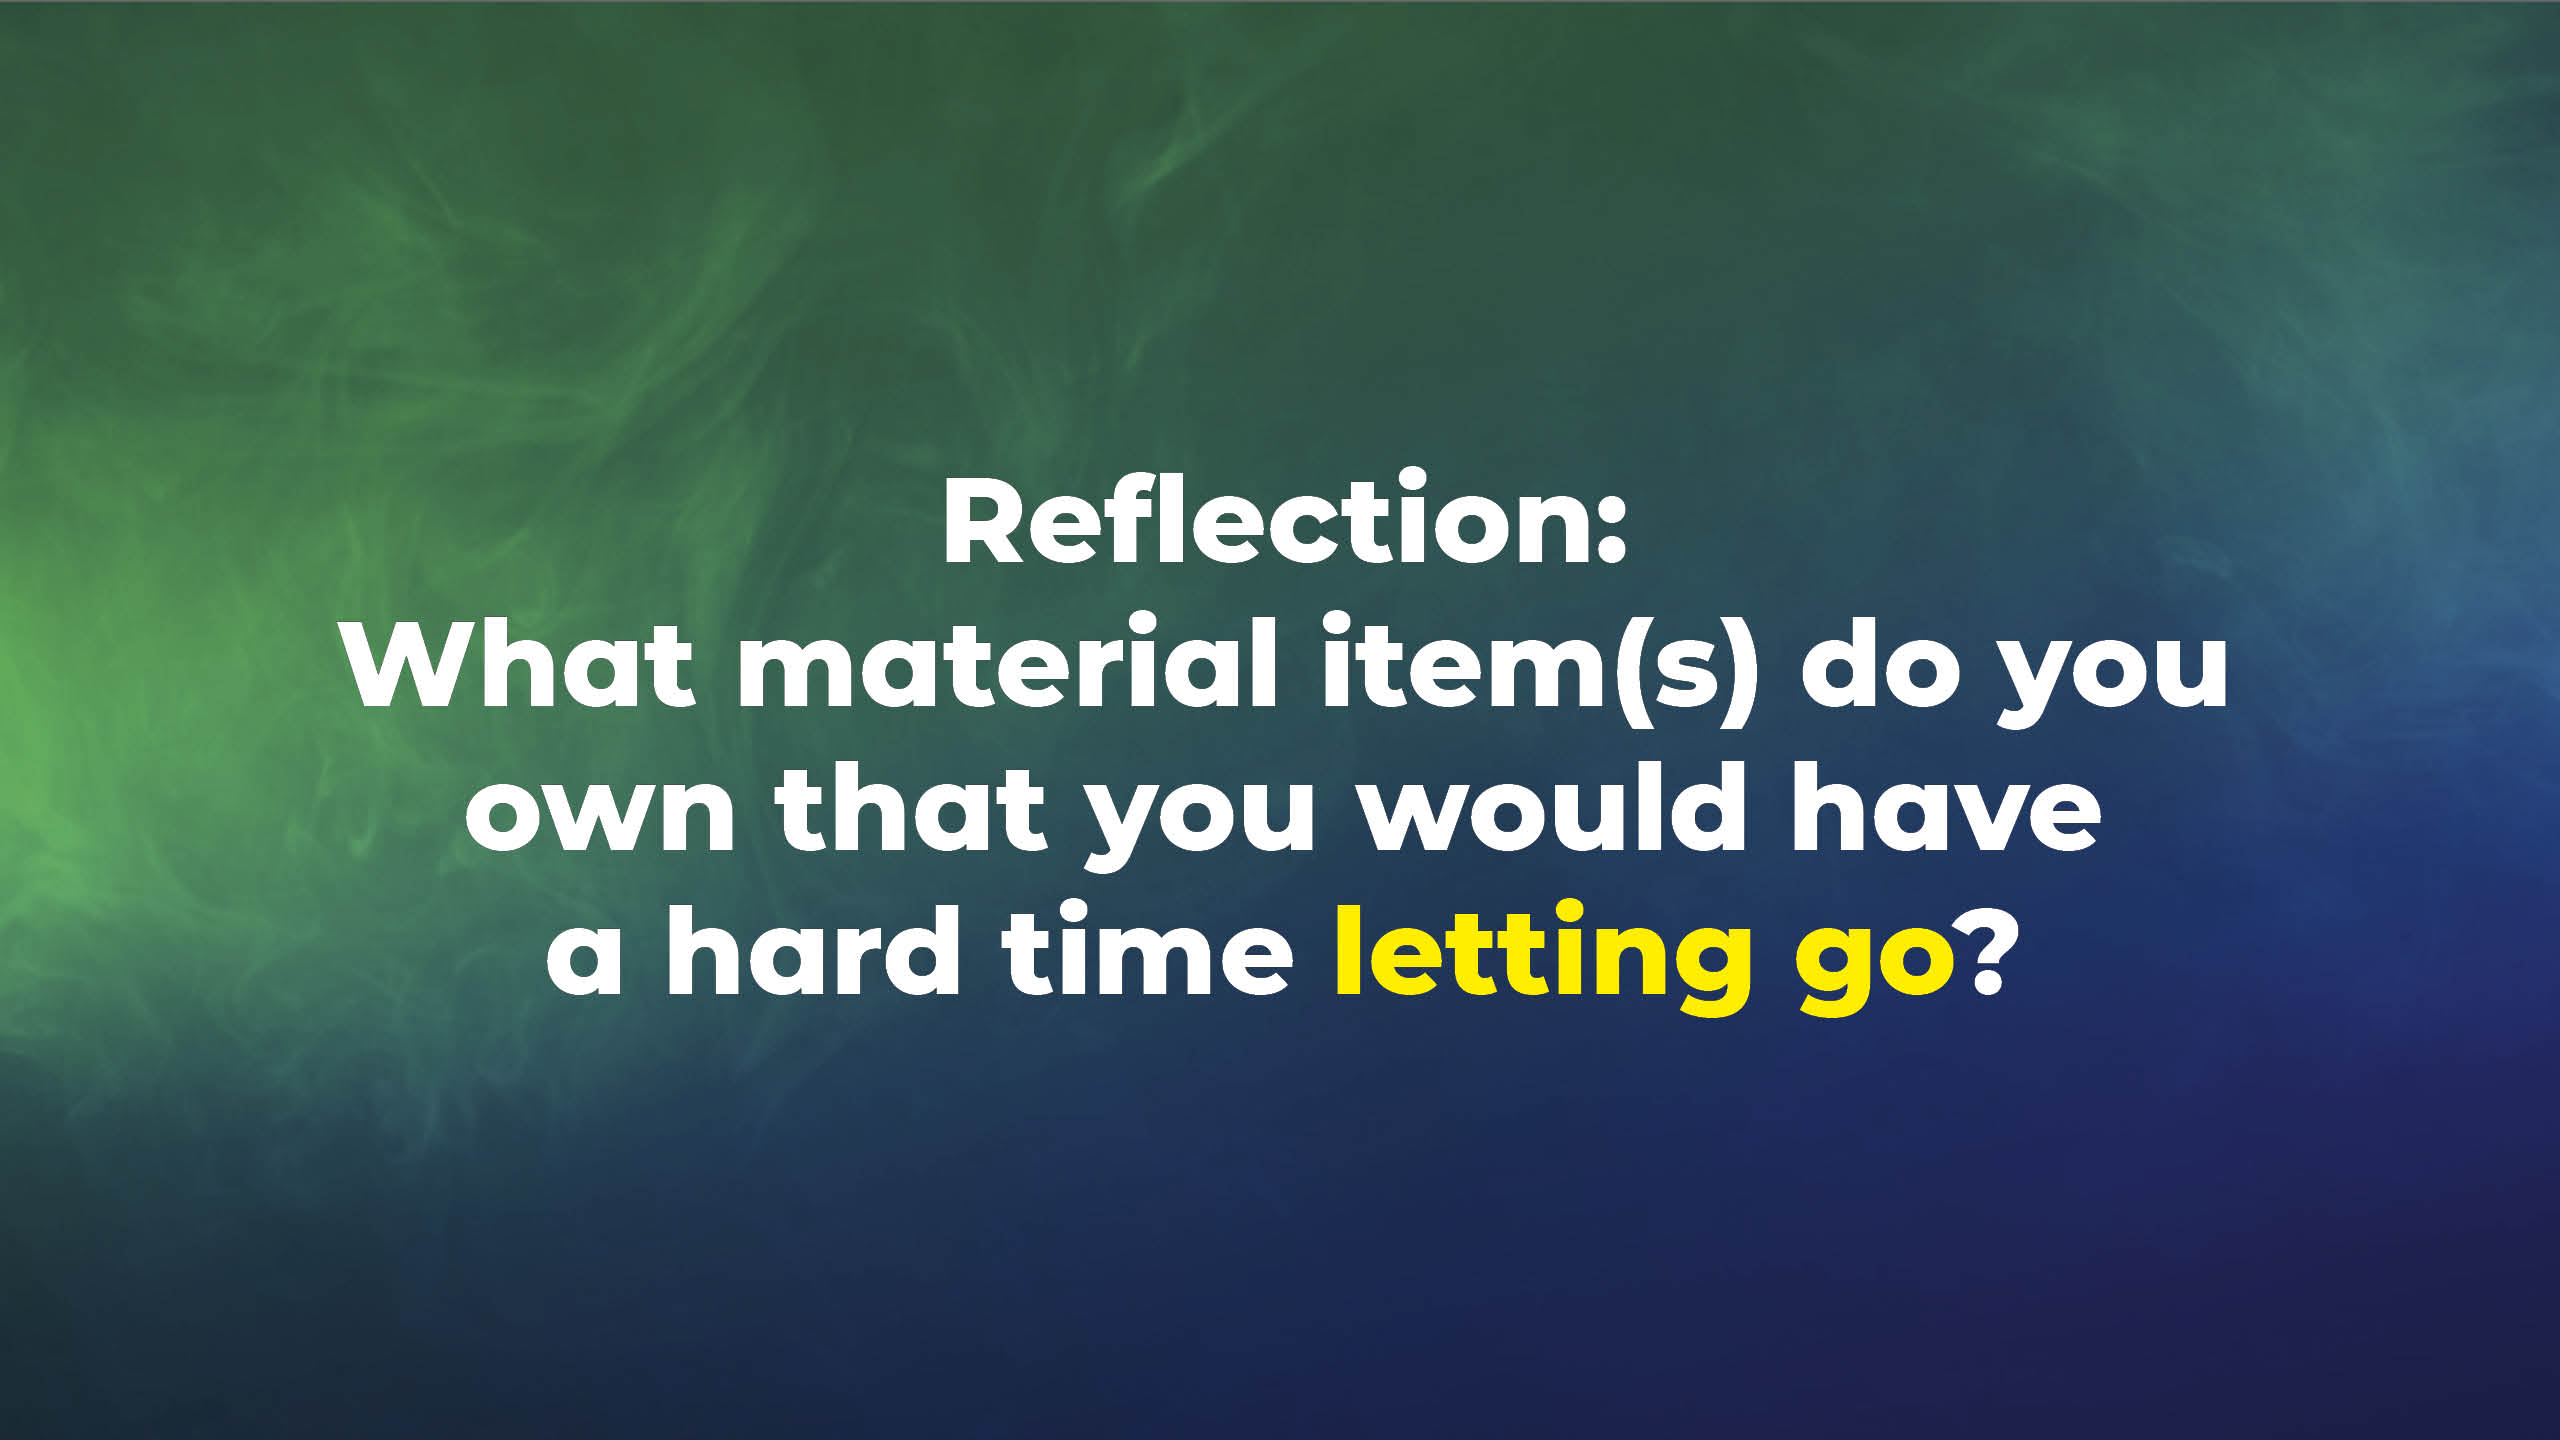 Reflection:
What material item(s) do you
own that you would have
a hard time letting go?